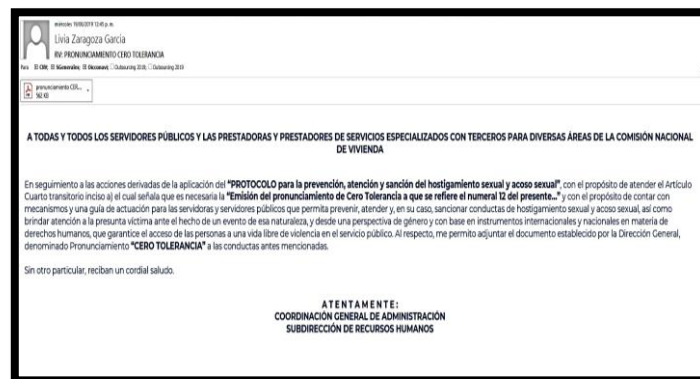 Livia Zaragoza Garcia
RV: PRONUNCIAMIENTO CERO TOLERANCIA
pronunciamiento CER...
A TODAS Y TODOS LOS SERVIDORES PÚBLICOS Y LAS PRESTADORAS Y PRESTADORES DE SERVICIOS ESPECIALIZADOS CON TERCEROS PARA DIVERSAS ÁREAS DE LA COMISIÓN NACIONAL
DE VIVIENDA
En seguimiento a las acciones derivadas de la aplicación del "PROTOCOLO para la prevención, atención y sanción del hostigamiento sexual y acoso sexual", con el propósito de atender el Artículo
Cuarto transitorio inciso a) el cual señala que es necesaria la "Emisión del pronunciamiento de Cero Tolerancia a que se refiere el numeral 12 del presente..." y con el propósito de contar con
mecanismos y una guía de actuación para las servidoras y servidores públicos que permita prevenir, atender y, en su caso, sancionar conductas de hostigamiento sexual y acoso sexual, así como
brindar atención a la presunta víctima ante el hecho de un evento de esa naturaleza, y desde una perspectiva de género y con base en instrumentos internacionales y nacionales en materia de
derechos humanos, que garantice el acceso de las personas a una vida libre de violencia en el servicio público. Al respecto, me permito adjuntar el documento establecido por la Dirección General,
denominado Pronunciamiento "CERO TOLERANCIA" a las conductas antes mencionadas.
Sin otro particular, reciban un cordial saludo.
ATENTAMENTE:
COORDINACIÓN GENERAL DE ADMINISTRACIÓN
SUBDIRECCIÓN DE RECURSOS HUMANOS